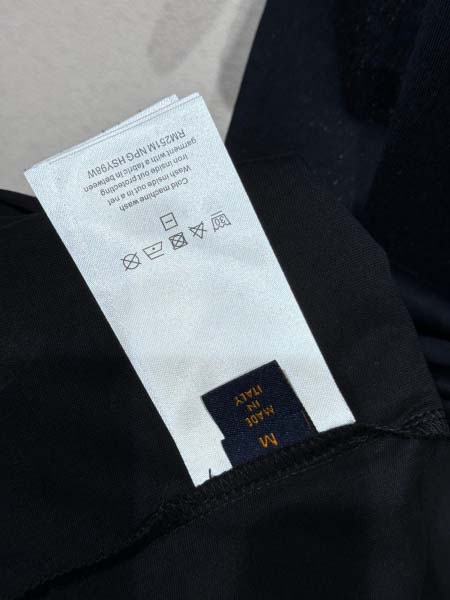 Cold machine wash
Wash inside out in a net
Iron inside out protecting
garment with a fabric in between
RM251M NPG HSY98W
MADE
IN
ITALY
M